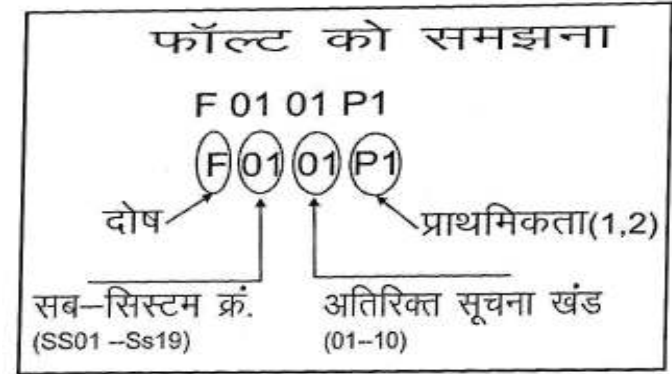 फॉल्ट को समझना
F 01 01 P1
F 01 01 P1
दोष प्राथमिकता(1,2)
सब–सिस्टम क्रं. अतिरिक्त सूचना खंड
(SS01 --Ss19) (01--10)